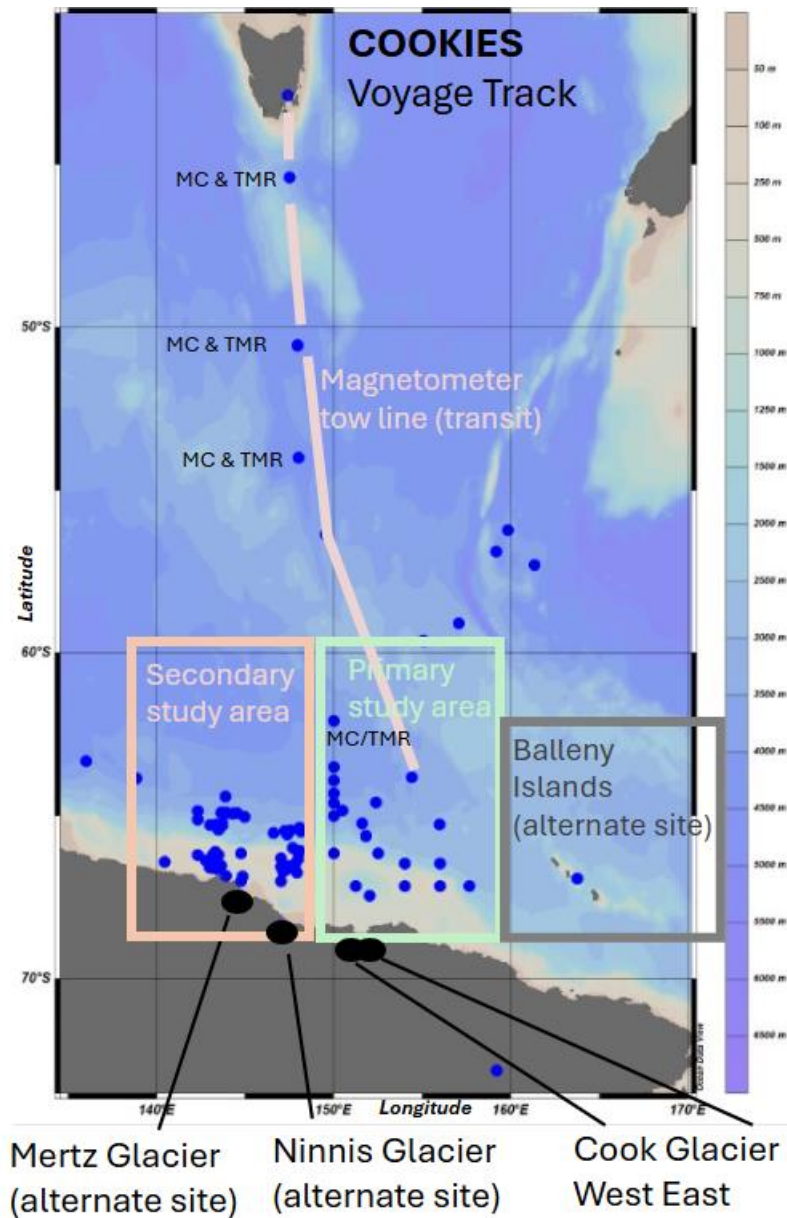 COOKIES
Voyage Track
50 m
100 m
250 m
500 m
750 m
1000 m
1250 m
1500 m
2000 m
2500 m
3000 m
3500 m
4000 m
4500 m
5000 m
5500 m
6000 m
6500 m
MC & TMR
50°S
MC & TMR
Magnetometer
tow line (transit)
MC & TMR
Latitude
60°S
Secondary
study area
Primary
study area
MC/TMR
Balleny
Islands
(alternate site)
70°S
Ocean Data View
140°E
150°E
Longitude
160°E
170°E
Mertz Glacier
(alternate site)
Ninnis Glacier
(alternate site)
Cook Glacier
West East